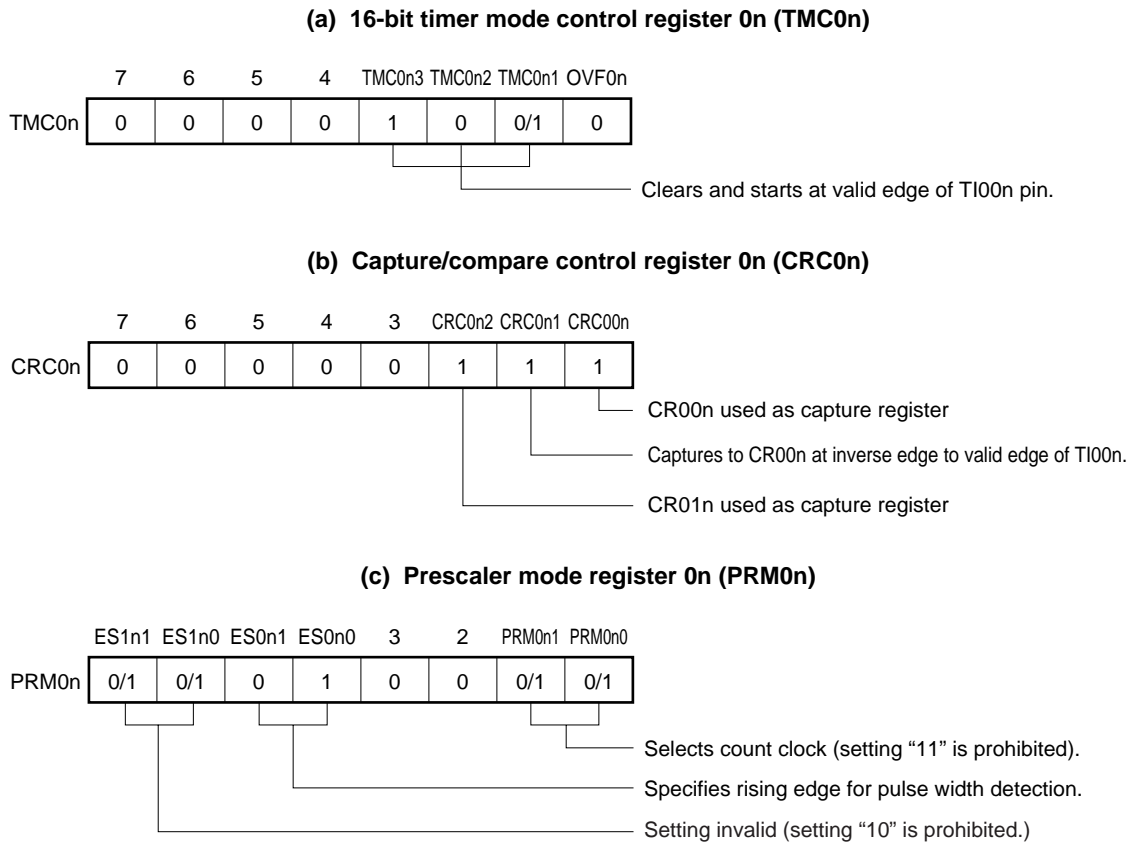 (a) 16-bit timer mode control register 0n (TMC0n)
7 6 5 4 TMC0n3 TMC0n2 TMC0n1 OVF0n
TMC0n 0 0 0 0 1 0 0/1 0
Clears and starts at valid edge of TI00n pin.
(b) Capture/compare control register 0n (CRC0n)
7 6 5 4 3 CRC0n2 CRC0n1 CRC00n
CRC0n 0 0 0 0 0 1 1 1
CR00n used as capture register
Captures to CR00n at inverse edge to valid edge of TI00n.
CR01n used as capture register
(c) Prescaler mode register 0n (PRM0n)
ES1n1 ES1n0 ES0n1 ES0n0 3 2 PRM0n1 PRM0n0
PRM0n 0/1 0/1 0 1 0 0 0/1 0/1
Selects count clock (setting “11” is prohibited).
Specifies rising edge for pulse width detection.
Setting invalid (setting “10” is prohibited.)